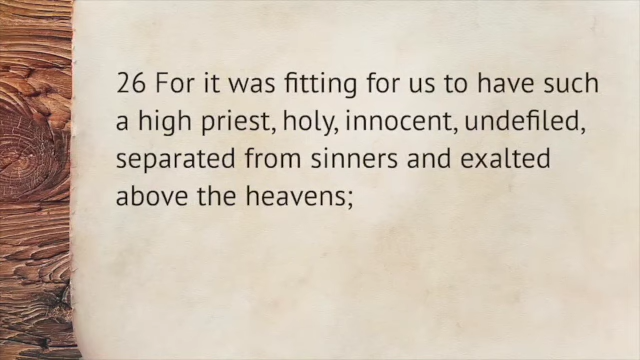 26 For it was fitting for us to have such
a high priest, holy, innocent, undefiled,
separated from sinners and exalted
above the heavens;